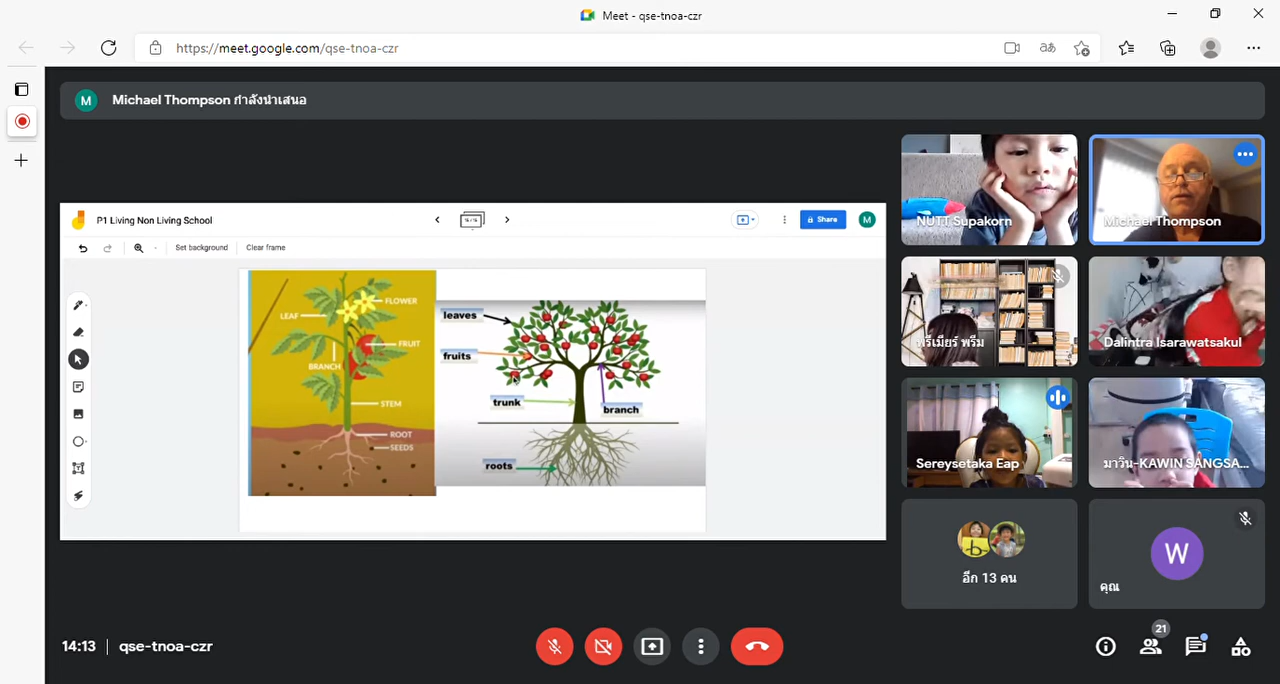 Meet - qse-tnoa-czr
https://meet.google.com/qse-tnoa-czr
M
Michael Thompson กำลังนำเสนอ
P1 Living Non Living School
Share
M
Set background
Clear frame
FLOWER
LEAF
FRUIT
BRANCH
STEM
ROOT
SEEDS
leaves
fruits
trunk
branch
roots
NUTT Supakorn
Michael Thompson
พรีเมียร์ พรีม
Dalintra Isarawatsakul
Sereysetaka Eap
มาวิน-KAWIN SANGSA...
b
อีก 13 คน
W
คุณ
14:13
qse-tnoa-czr
21